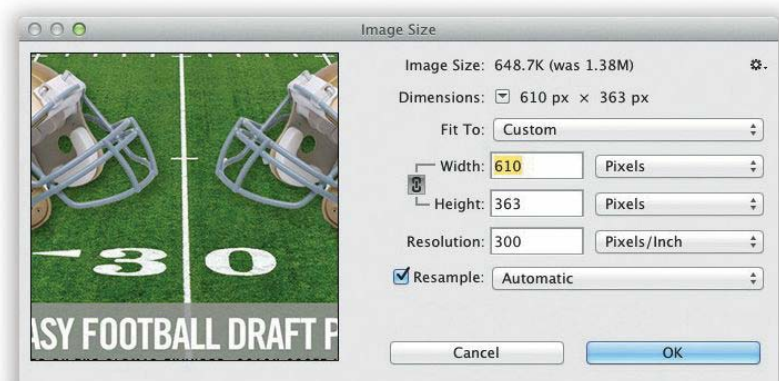 Image Size
Image Size: 648.7K (was 1.38M)
Dimensions: 610 px × 363 px
Fit To: Custom
Width: 610 Pixels
Height: 363 Pixels
Resolution: 300 Pixels/Inch
Resample: Automatic
30
ASY FOOTBALL DRAFT P
Cancel OK